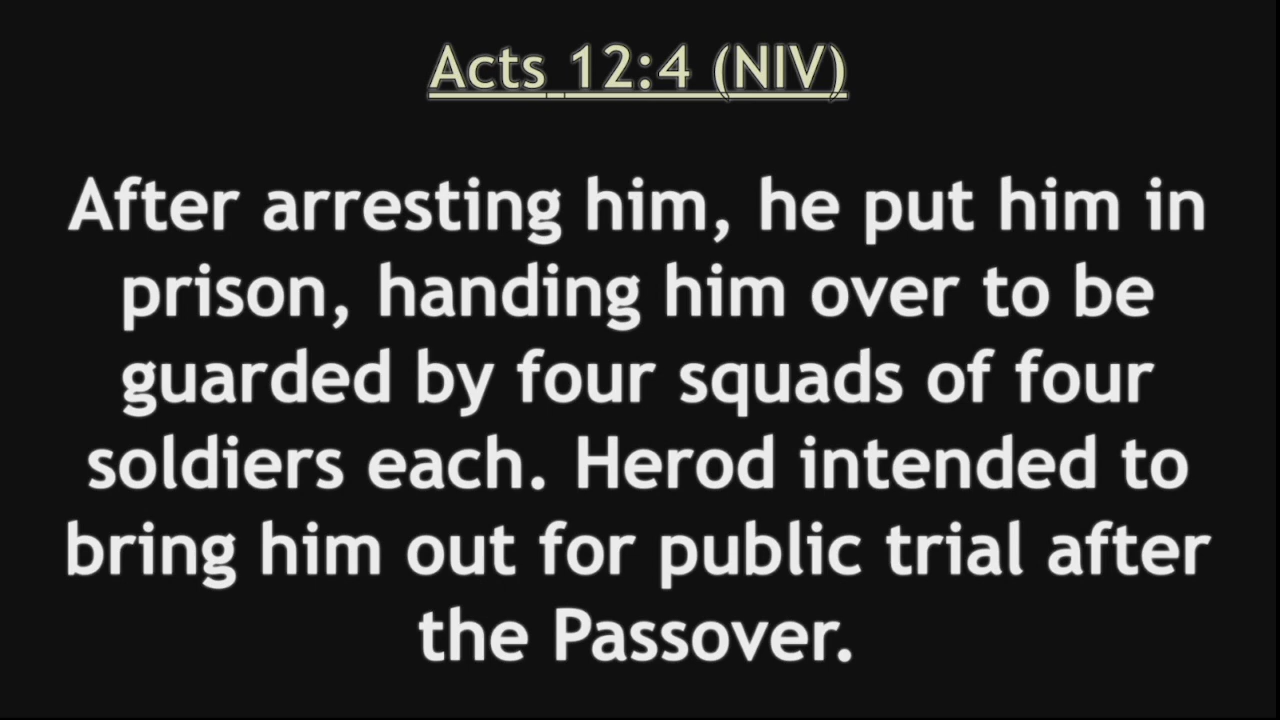 Acts 12:4 (NIV)
After arresting him, he put him in
prison, handing him over to be
guarded by four squads of four
soldiers each. Herod intended to
bring him out for public trial after
the Passover.